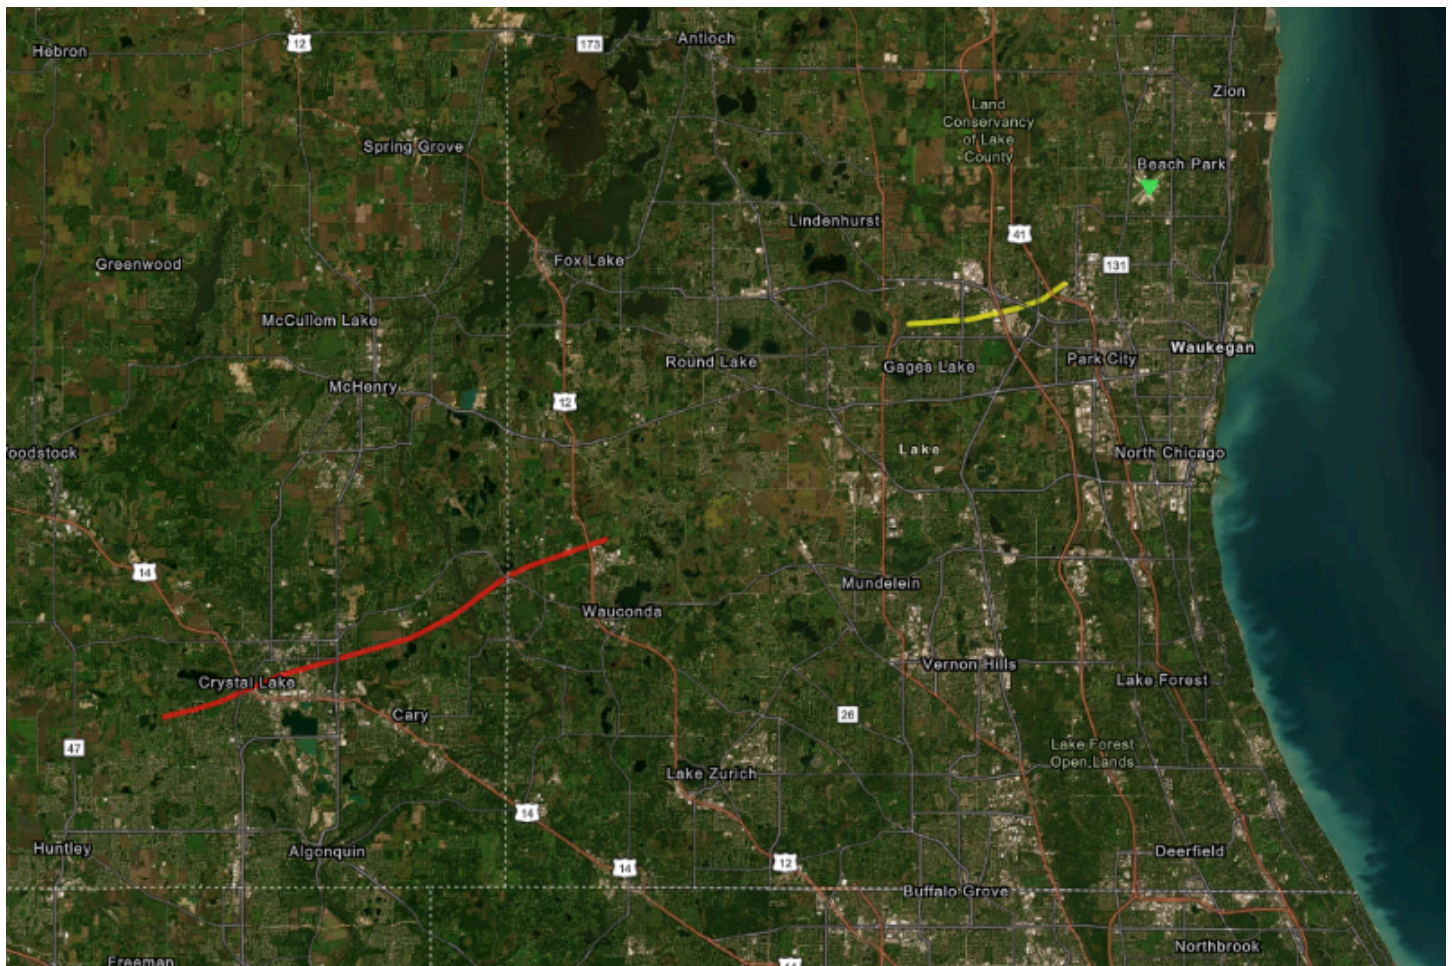 Hebron
12
173
Antioch
Zion
Land
Conservancy
of Lake
County
Spring Grove
Beach Park
Lindenhurst
41
Greenwood
Fox Lake
131
McCullom Lake
Waukegan
Round Lake
Gages Lake
Park City
McHenry
12
Lake
North Chicago
oodstock
14
Mundelein
Wauconda
Vernon Hills
Crystal Lake
Lake Forest
Cary
26
47
Lake Forest
Open Lands
Lake Zurich
14
Huntley
Algonquin
Deerfield
12
14
Buffalo Grove
Northbrook
Freeman